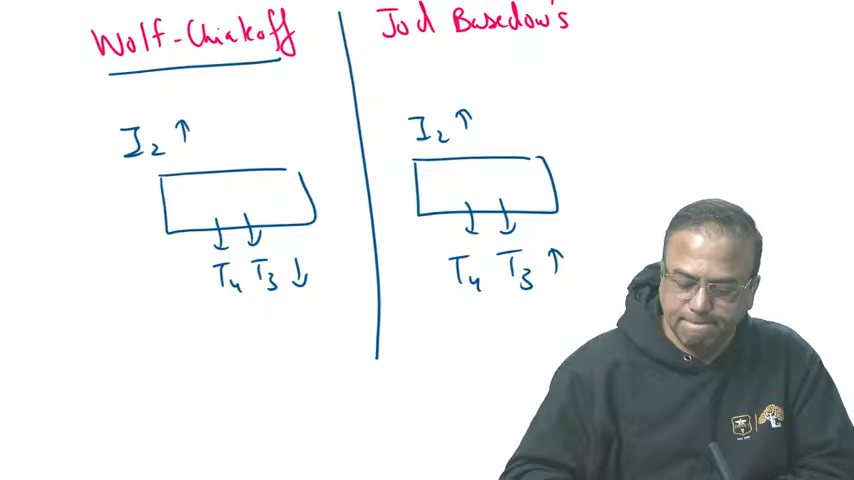 Wolf-Chiakoff
I₂ ↑
T₄ T₃ ↓
Jod Basedow's
I₂ ↑
T₄ T₃ ↑